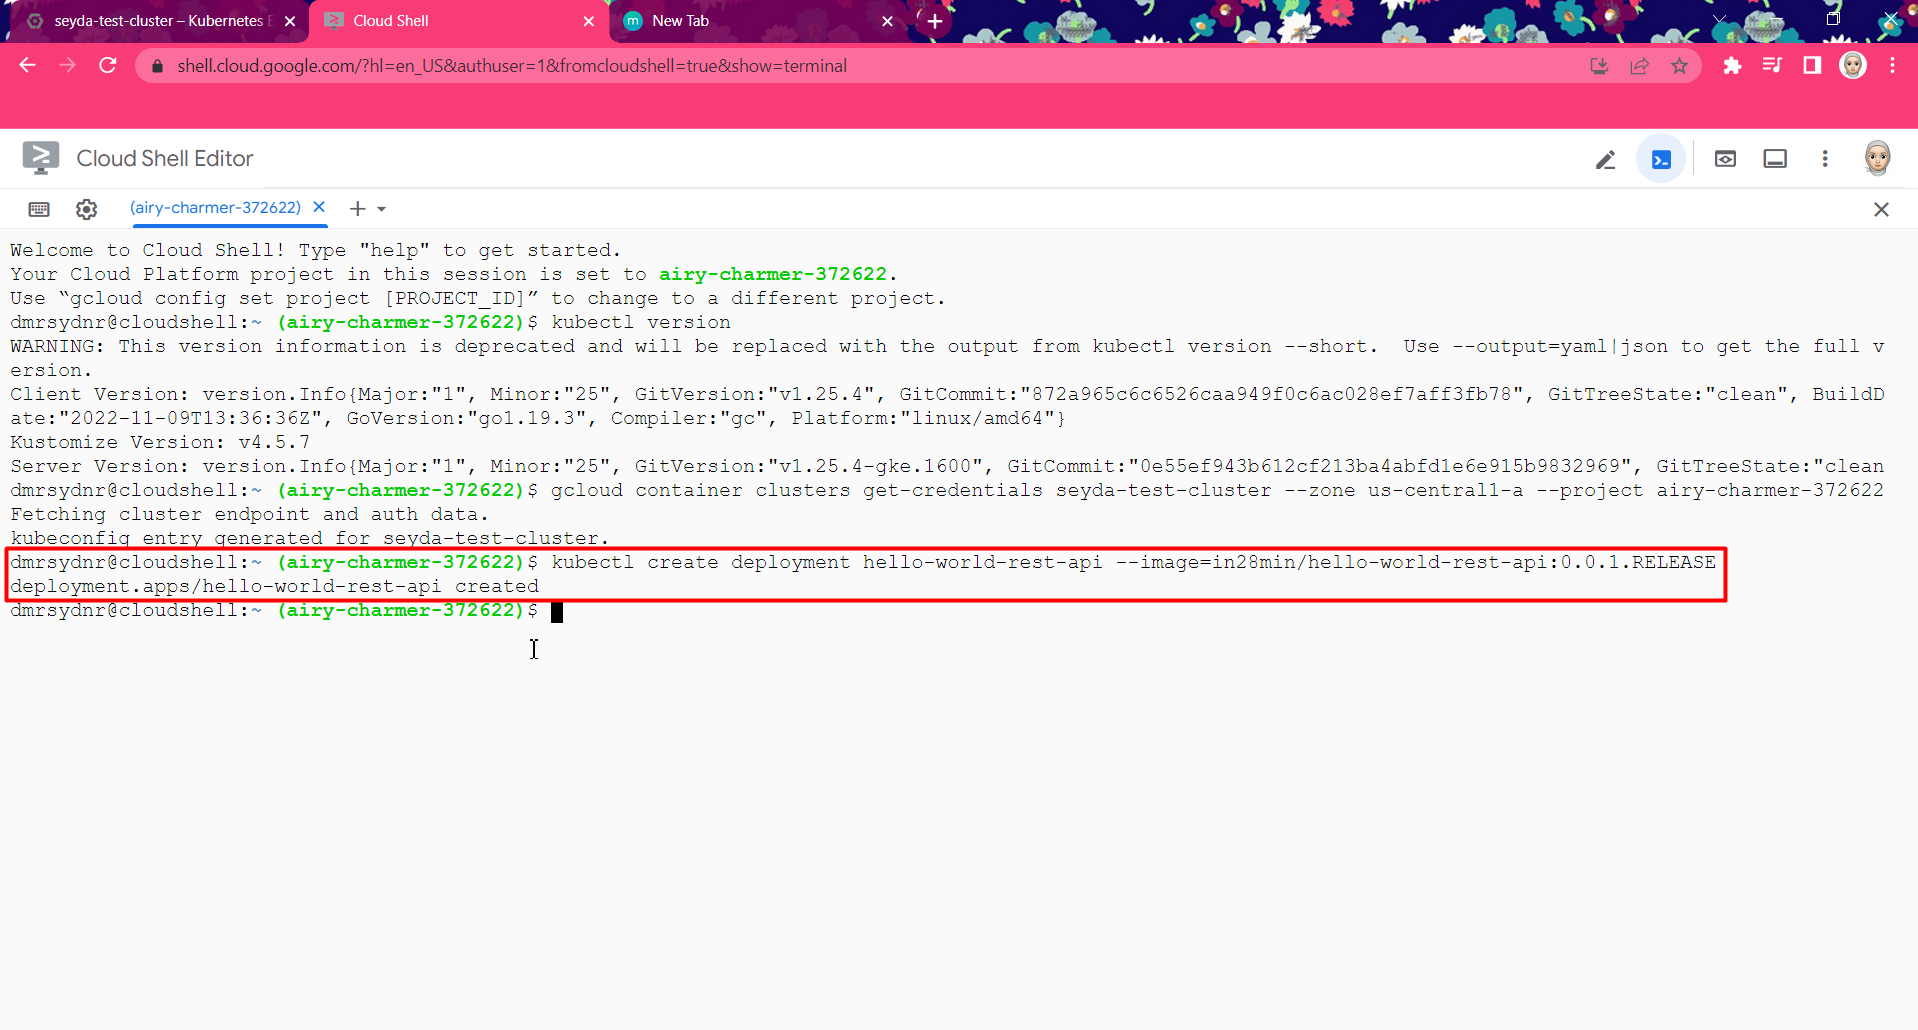 seyda-test-cluster – Kubernetes E
Cloud Shell
m New Tab
shell.cloud.google.com/?hl=en_US&authuser=1&fromcloudshell=true&show=terminal
Cloud Shell Editor
(airy-charmer-372622)
Welcome to Cloud Shell! Type "help" to get started.
Your Cloud Platform project in this session is set to airy-charmer-372622.
Use “gcloud config set project [PROJECT_ID]” to change to a different project.
dmrsydnr@cloudshell:~ (airy-charmer-372622)$ kubectl version
WARNING: This version information is deprecated and will be replaced with the output from kubectl version --short.  Use --output=yaml|json to get the full v
ersion.
Client Version: version.Info{Major:"1", Minor:"25", GitVersion:"v1.25.4", GitCommit:"872a965c6c6526caa949f0c6ac028ef7aff3fb78", GitTreeState:"clean", BuildD
ate:"2022-11-09T13:36:36Z", GoVersion:"go1.19.3", Compiler:"gc", Platform:"linux/amd64"}
Kustomize Version: v4.5.7
Server Version: version.Info{Major:"1", Minor:"25", GitVersion:"v1.25.4-gke.1600", GitCommit:"0e55ef943b612cf213ba4abfd1e6e915b9832969", GitTreeState:"clean
dmrsydnr@cloudshell:~ (airy-charmer-372622)$ gcloud container clusters get-credentials seyda-test-cluster --zone us-central1-a --project airy-charmer-372622
Fetching cluster endpoint and auth data.
kubeconfig entry generated for seyda-test-cluster.
dmrsydnr@cloudshell:~ (airy-charmer-372622)$ kubectl create deployment hello-world-rest-api --image=in28min/hello-world-rest-api:0.0.1.RELEASE
deployment.apps/hello-world-rest-api created
dmrsydnr@cloudshell:~ (airy-charmer-372622)$